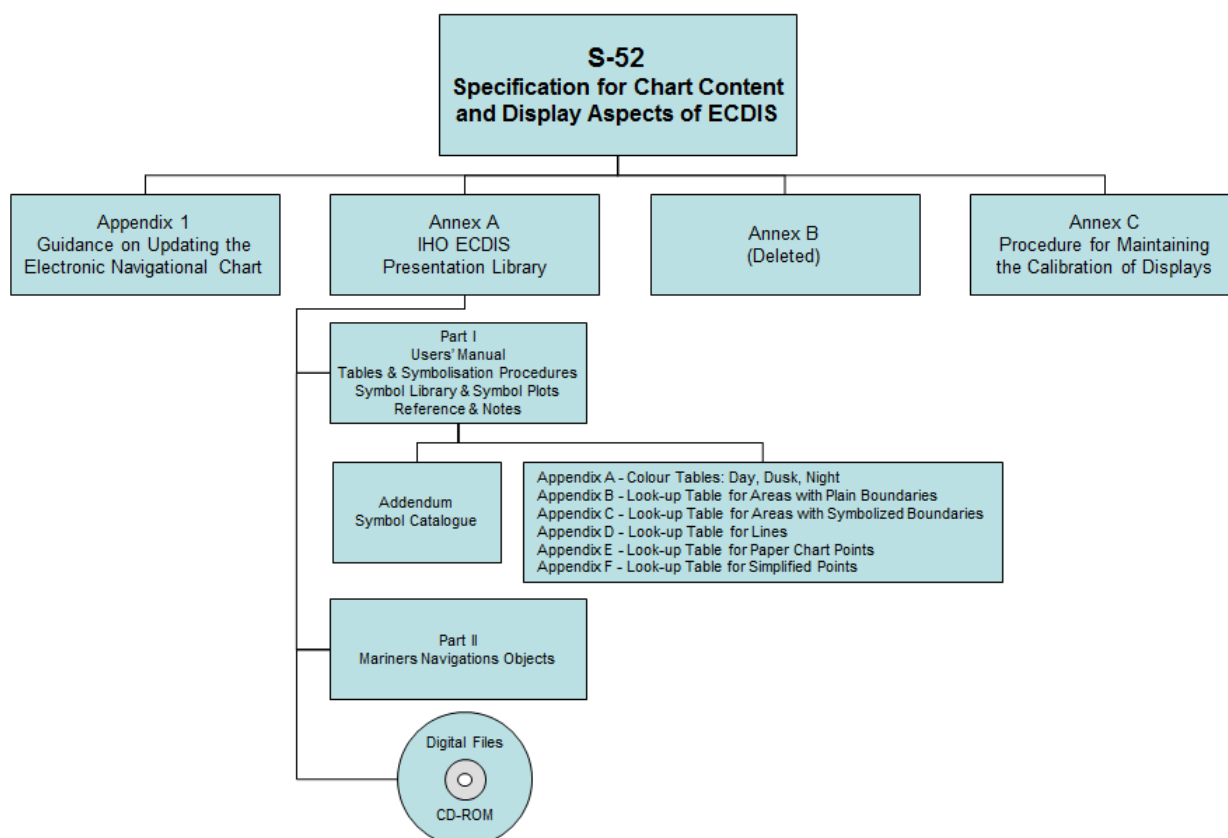 S-52
Specification for Chart Content
and Display Aspects of ECDIS
Appendix 1
Guidance on Updating the
Electronic Navigational Chart
Annex A
IHO ECDIS
Presentation Library
Annex B
(Deleted)
Annex C
Procedure for Maintaining
the Calibration of Displays
Part I
Users' Manual
Tables & Symbolisation Procedures
Symbol Library & Symbol Plots
Reference & Notes
Addendum
Symbol Catalogue
Appendix A - Colour Tables: Day, Dusk, Night
Appendix B - Look-up Table for Areas with Plain Boundaries
Appendix C - Look-up Table for Areas with Symbolized Boundaries
Appendix D - Look-up Table for Lines
Appendix E - Look-up Table for Paper Chart Points
Appendix F - Look-up Table for Simplified Points
Part II
Mariners Navigations Objects
Digital Files
CD-ROM